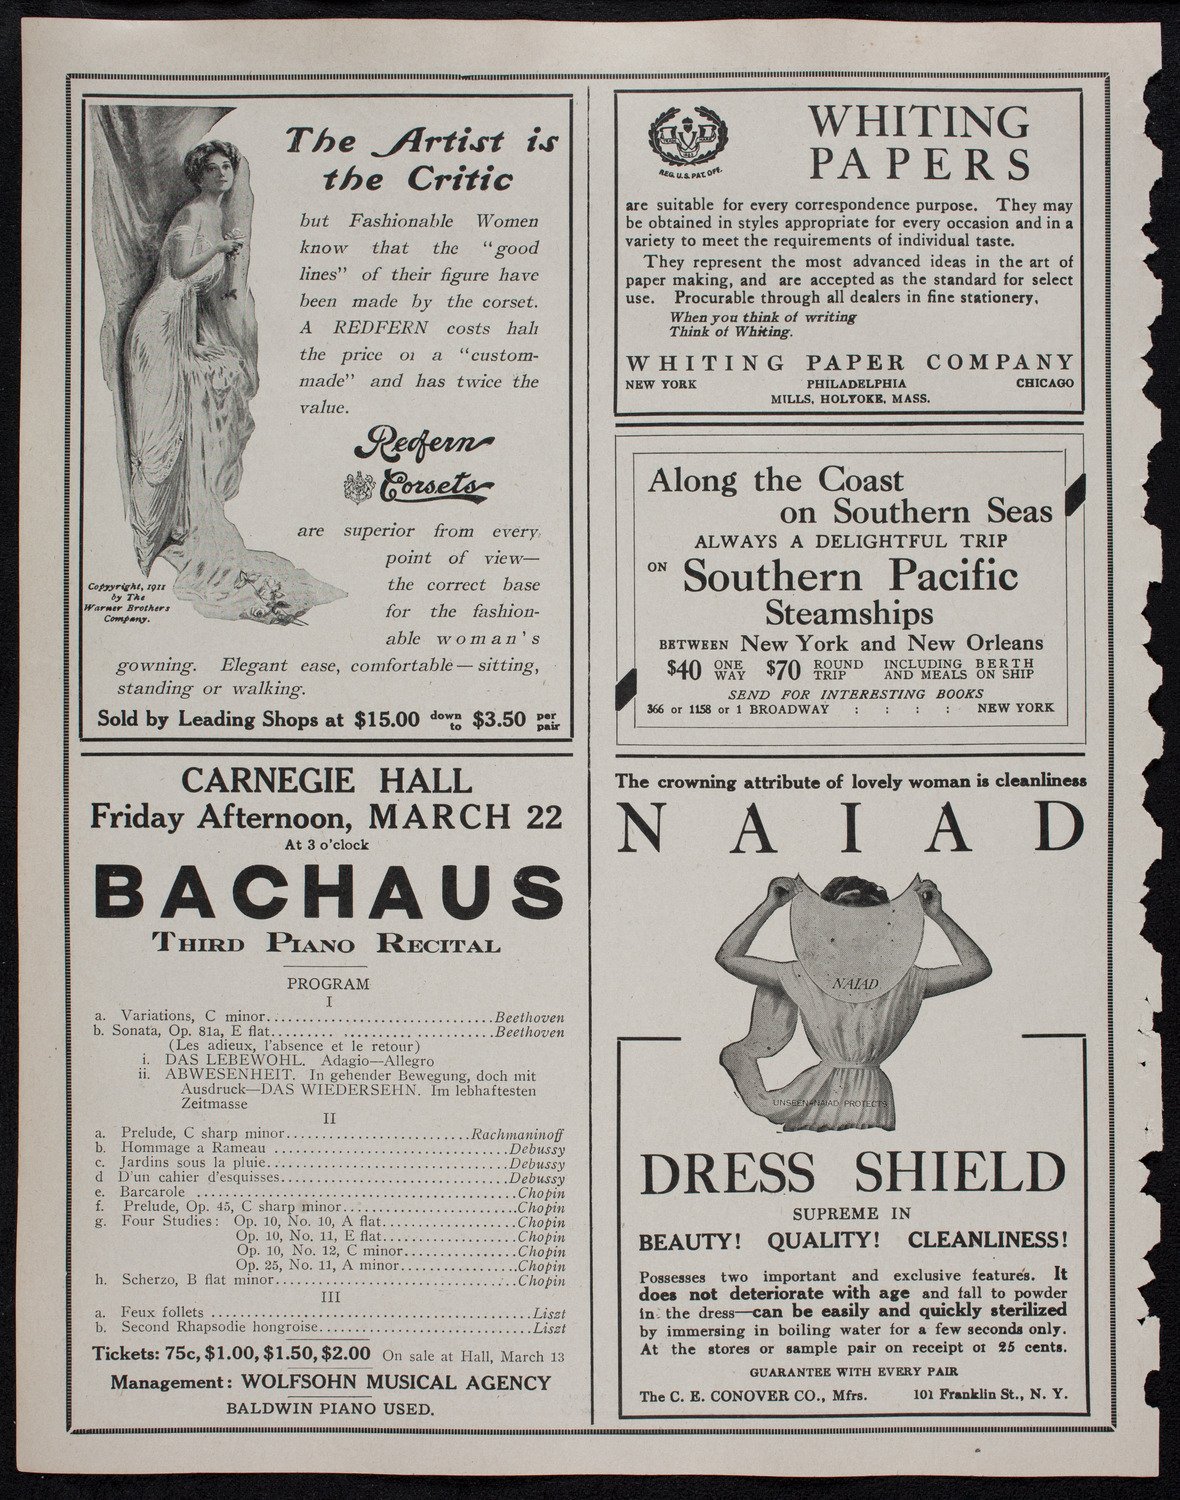 The Artist is
the Critic
but Fashionable Women
know that the "good
lines" of their figure have
been made by the corset.
A REDFERN costs half
the price of a "custom-
made" and has twice the
value.
Redfern
Corsets
are superior from every
point of view—
the correct base
for the fashion-
able woman's
gowning. Elegant ease, comfortable—sitting,
standing or walking.
Copyright, 1911
by The
Warner Brothers
Company.
Sold by Leading Shops at $15.00 down to $3.50 per pair
CARNEGIE HALL
Friday Afternoon, MARCH 22
At 3 o'clock
BACHAUS
THIRD PIANO RECITAL
PROGRAM
I
a. Variations, C minor..............................Beethoven
b. Sonata, Op. 81a, E flat......... ......................Beethoven
(Les adieux, l'absence et le retour)
i. DAS LEBEWOHL. Adagio—Allegro
ii. ABWESENHEIT. In gehender Bewegung, doch mit
Ausdruck—DAS WIEDERSEHN. Im lebhaftesten
Zeitmasse
II
a. Prelude, C sharp minor.........................Rachmaninoff
b. Hommage a Rameau ................................Debussy
c. Jardins sous la pluie.................................Debussy
d D'un cahier d'esquisses...............................Debussy
e. Barcarole ...........................................Chopin
f. Prelude, Op. 45, C sharp minor.......................Chopin
g. Four Studies: Op. 10, No. 10, A flat..................Chopin
Op. 10, No. 11, E flat..................Chopin
Op. 10, No. 12, C minor...............Chopin
Op. 25, No. 11, A minor................Chopin
h. Scherzo, B flat minor................................Chopin
III
a. Feux follets ..........................................Liszt
b. Second Rhapsodie hongroise............................Liszt
Tickets: 75c, $1.00, $1.50, $2.00 On sale at Hall, March 13
Management: WOLFSOHN MUSICAL AGENCY
BALDWIN PIANO USED.
WHITING
PAPERS
REG. U.S. PAT. OFF.
are suitable for every correspondence purpose. They may
be obtained in styles appropriate for every occasion and in a
variety to meet the requirements of individual taste.
They represent the most advanced ideas in the art of
paper making, and are accepted as the standard for select
use. Procurable through all dealers in fine stationery.
When you think of writing
Think of Whiting.
WHITING PAPER COMPANY
NEW YORK PHILADELPHIA CHICAGO
MILLS, HOLYOKE, MASS.
Along the Coast
on Southern Seas
ALWAYS A DELIGHTFUL TRIP
ON Southern Pacific
Steamships
BETWEEN New York and New Orleans
$40 ONE WAY $70 ROUND TRIP INCLUDING BERTH AND MEALS ON SHIP
SEND FOR INTERESTING BOOKS
366 or 1158 or 1 BROADWAY : : : : NEW YORK
The crowning attribute of lovely woman is cleanliness
NAIAD
NAIAD
UNSEEN NAIAD PROTECTS
DRESS SHIELD
SUPREME IN
BEAUTY! QUALITY! CLEANLINESS!
Possesses two important and exclusive features. It
does not deteriorate with age and fall to powder
in the dress—can be easily and quickly sterilized
by immersing in boiling water for a few seconds only.
At the stores or sample pair on receipt of 25 cents.
GUARANTEE WITH EVERY PAIR
The C. E. CONOVER CO., Mfrs. 101 Franklin St., N. Y.